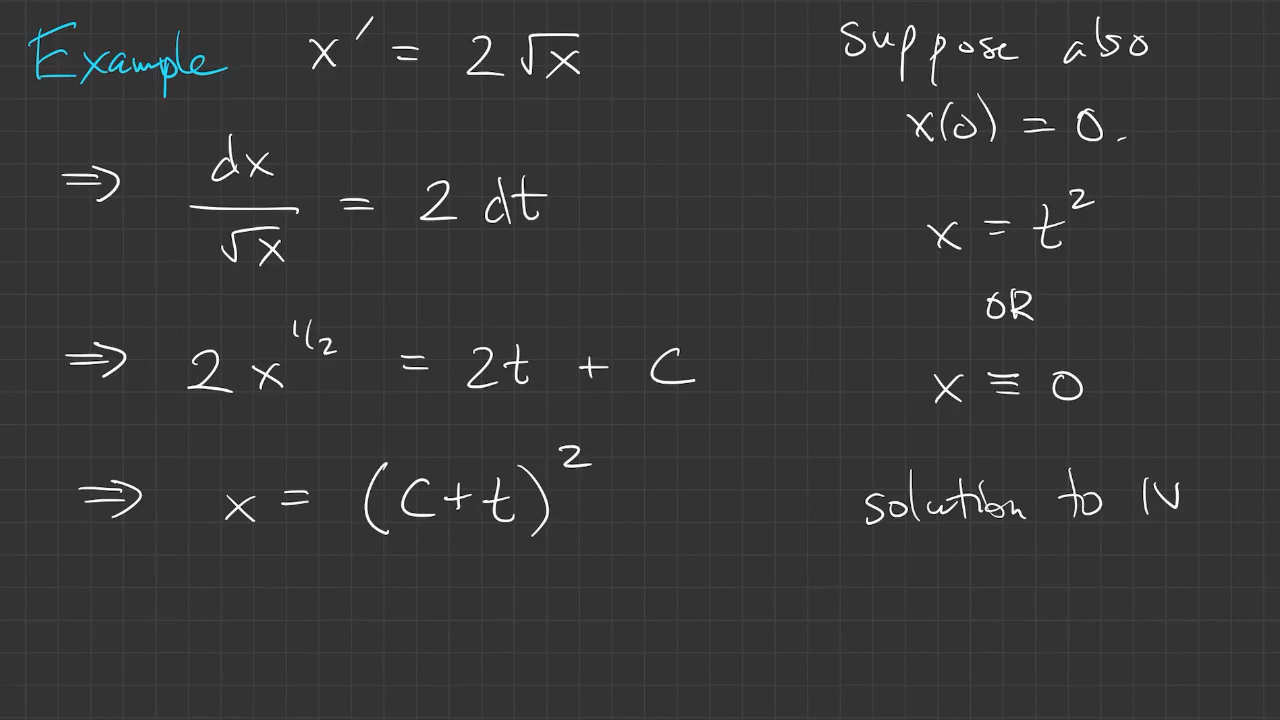 Example x' = 2√x
⇒ dx/√x = 2 dt
⇒ 2x^1/2 = 2t + C
⇒ x = (C+t)^2
Suppose also
x(0) = 0.
x = t^2
OR
x ≡ 0
solution to IV